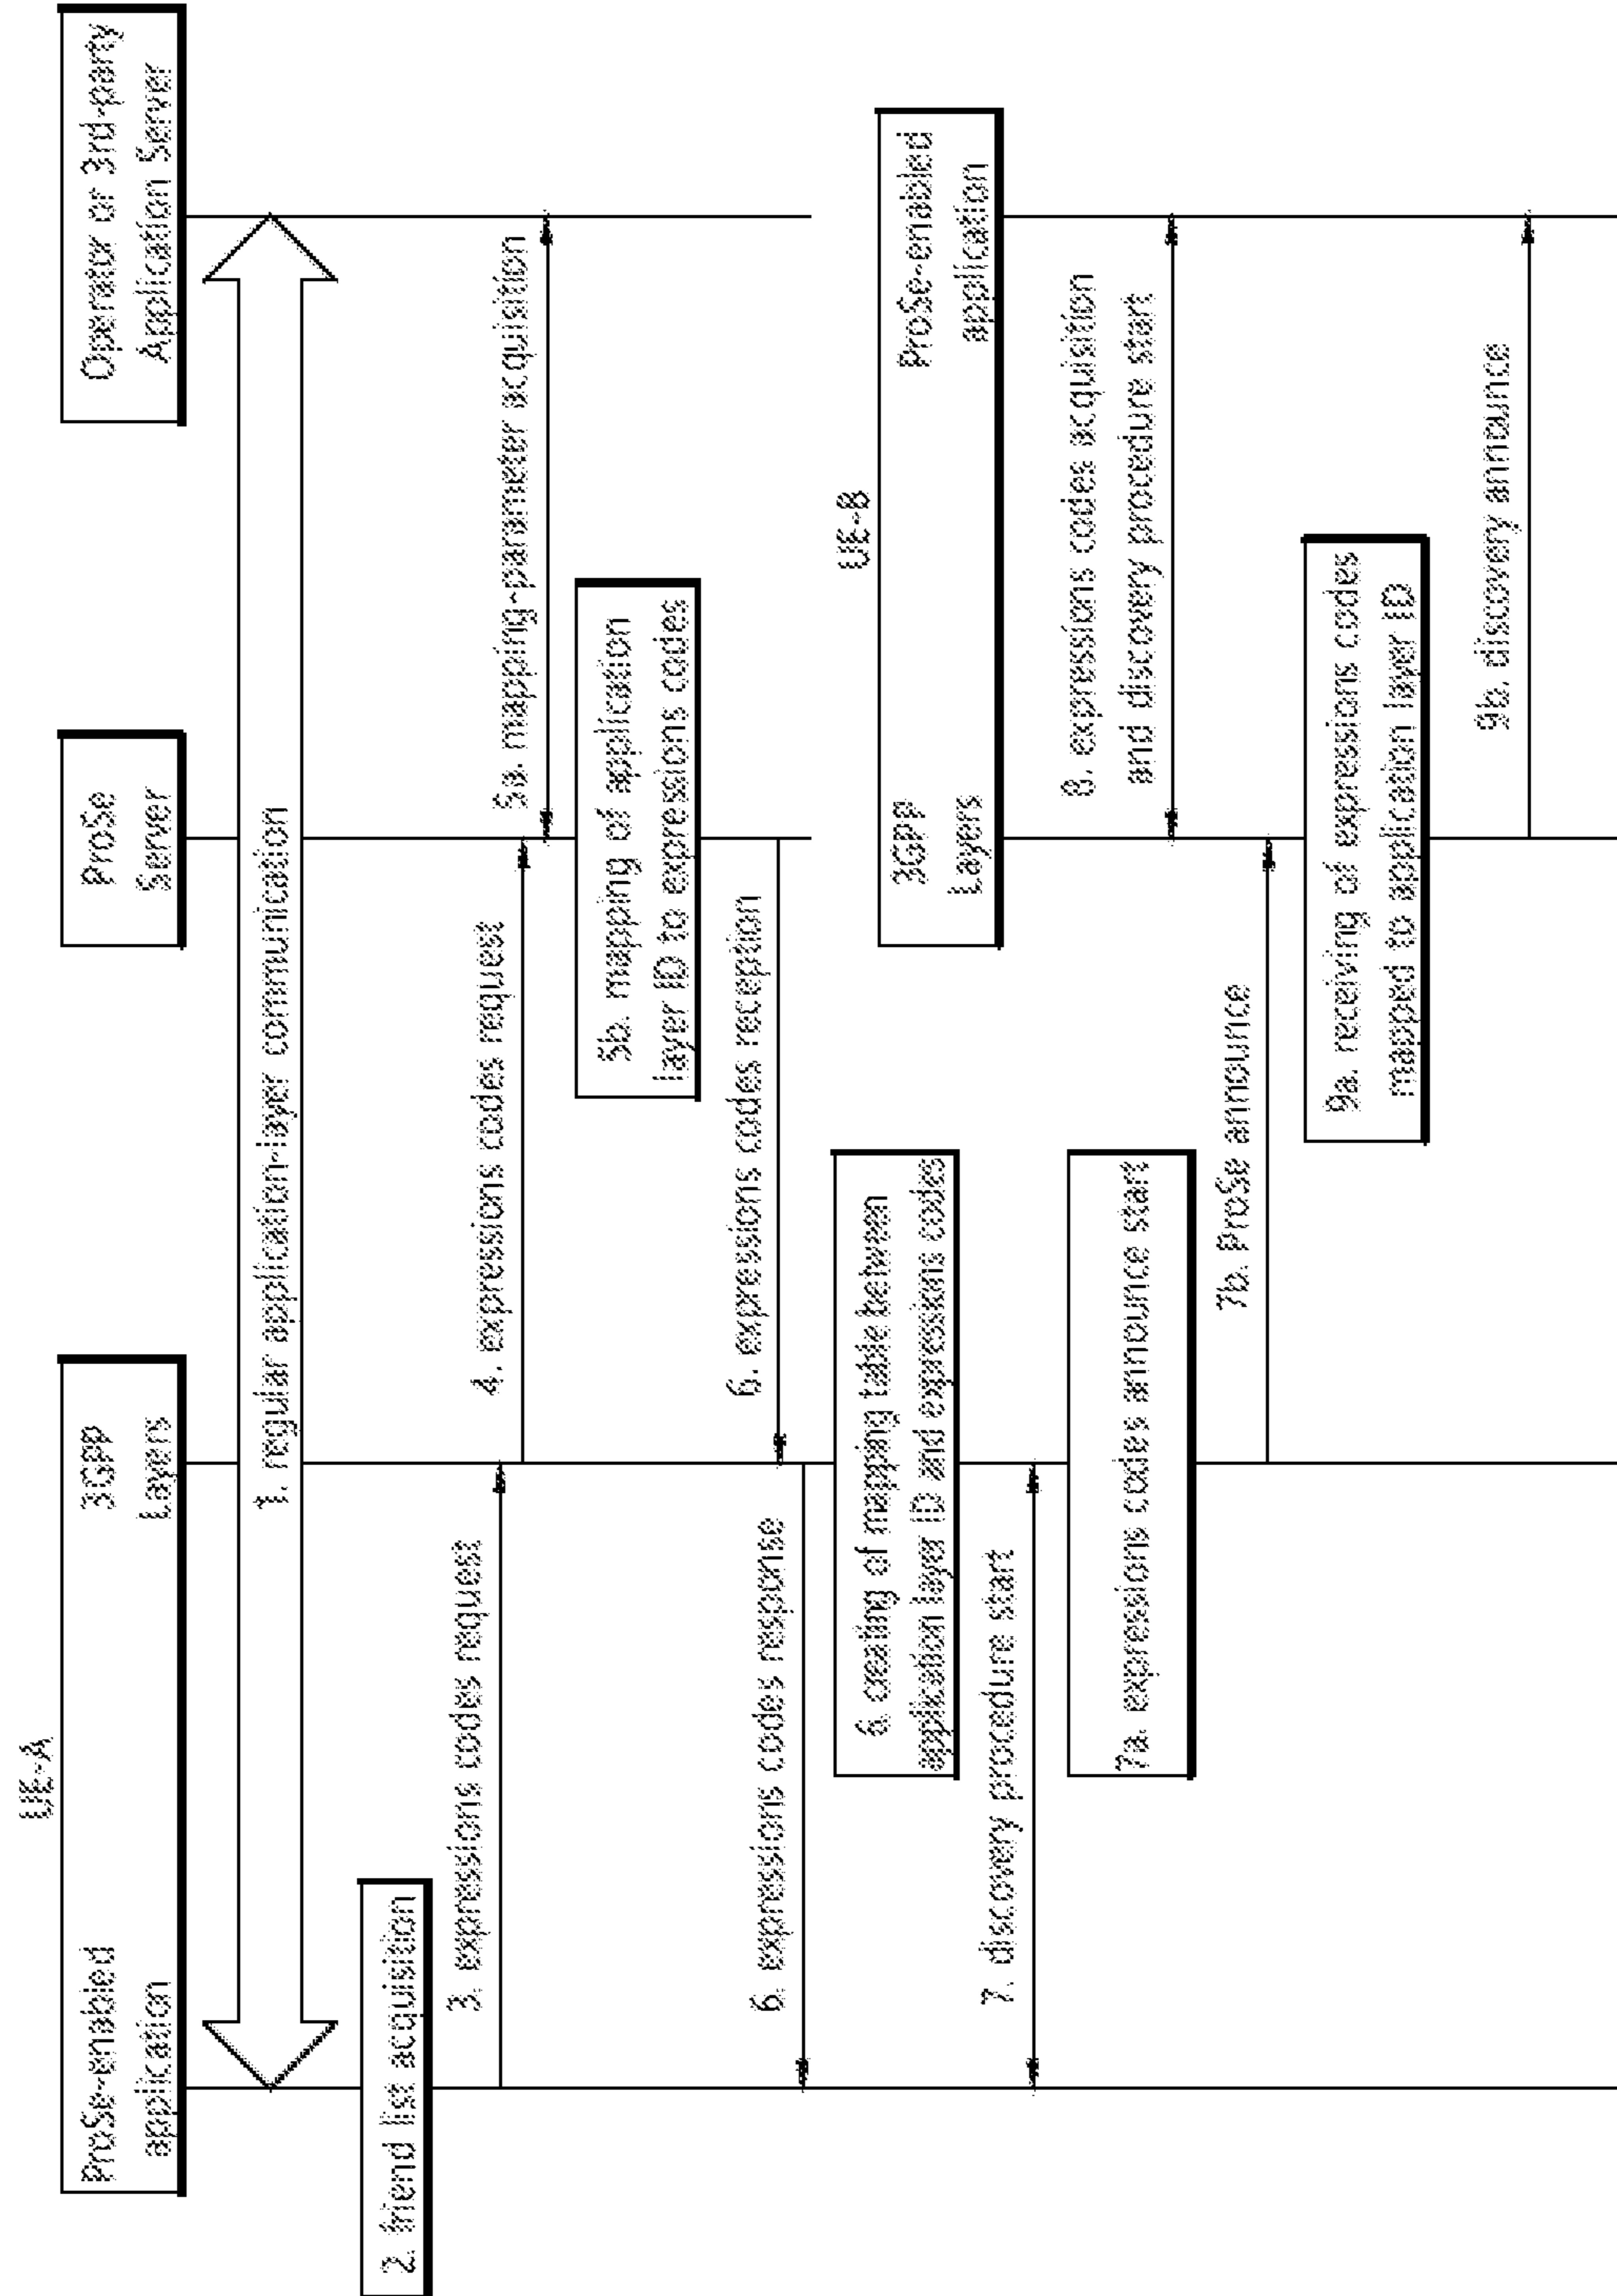 UE-A
ProSe-enabled
application
3GPP
Layers
ProSe
Server
Operator or 3rd-party
Application Server
1. regular application-layer communication
2. friend list acquisition
3. expressions codes request
4. expressions codes request
5a. mapping-parameter acquisition
5b. mapping of application
layer ID to expressions codes
6. expressions codes reception
6. expressions codes response
6. creating of mapping table between
application layer ID and expressions codes
UE-B
3GPP
Layers
ProSe-enabled
application
7. discovery procedure start
7a. expressions codes announce start
8. expressions codes acquisition
and discovery procedure start
7b. ProSe announce
9a. receiving of expressions codes
mapped to application layer ID
9b. discovery announce